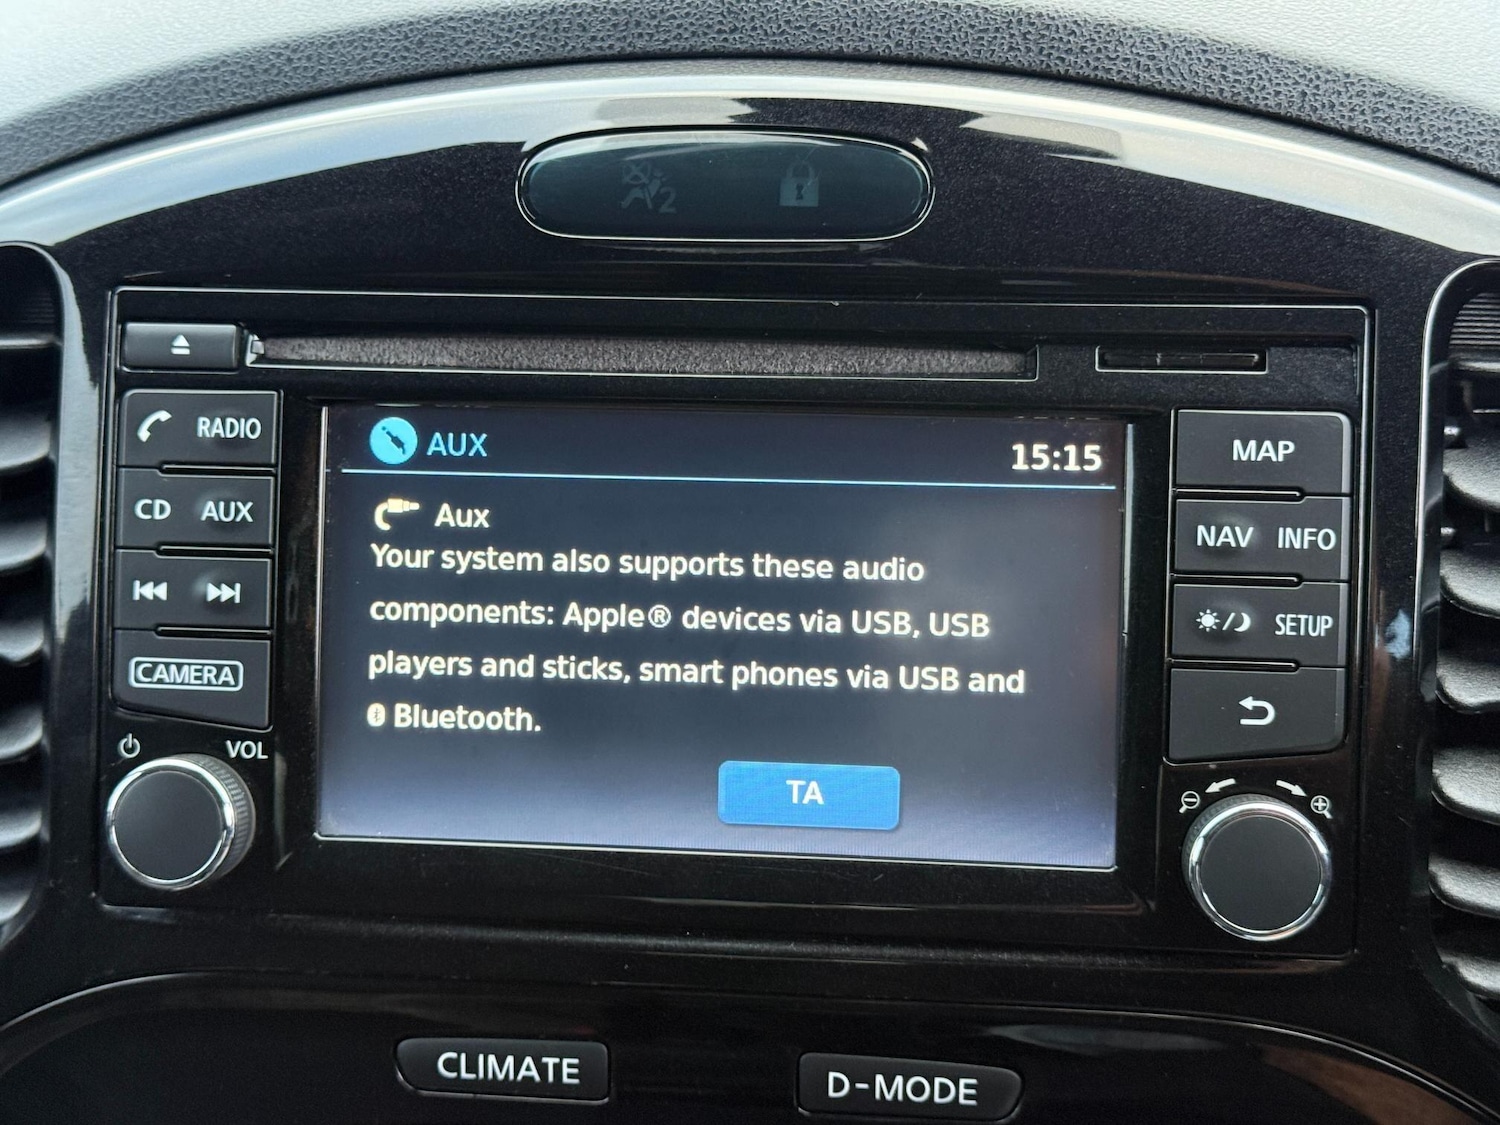 2
RADIO
CD AUX
CAMERA
VOL
AUX
15:15
Aux
Your system also supports these audio
components: Apple® devices via USB, USB
players and sticks, smart phones via USB and
Bluetooth.
TA
MAP
NAV INFO
SETUP
CLIMATE
D-MODE